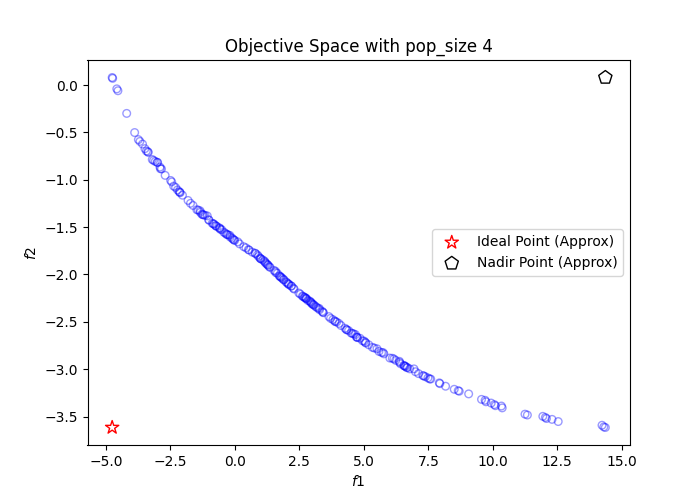 Objective Space with pop_size 4
0.0
−0.5
−1.0
−1.5
−2.0
−2.5
−3.0
−3.5
f2
Ideal Point (Approx)
Nadir Point (Approx)
−5.0 −2.5 0.0 2.5 5.0 7.5 10.0 12.5 15.0
f1